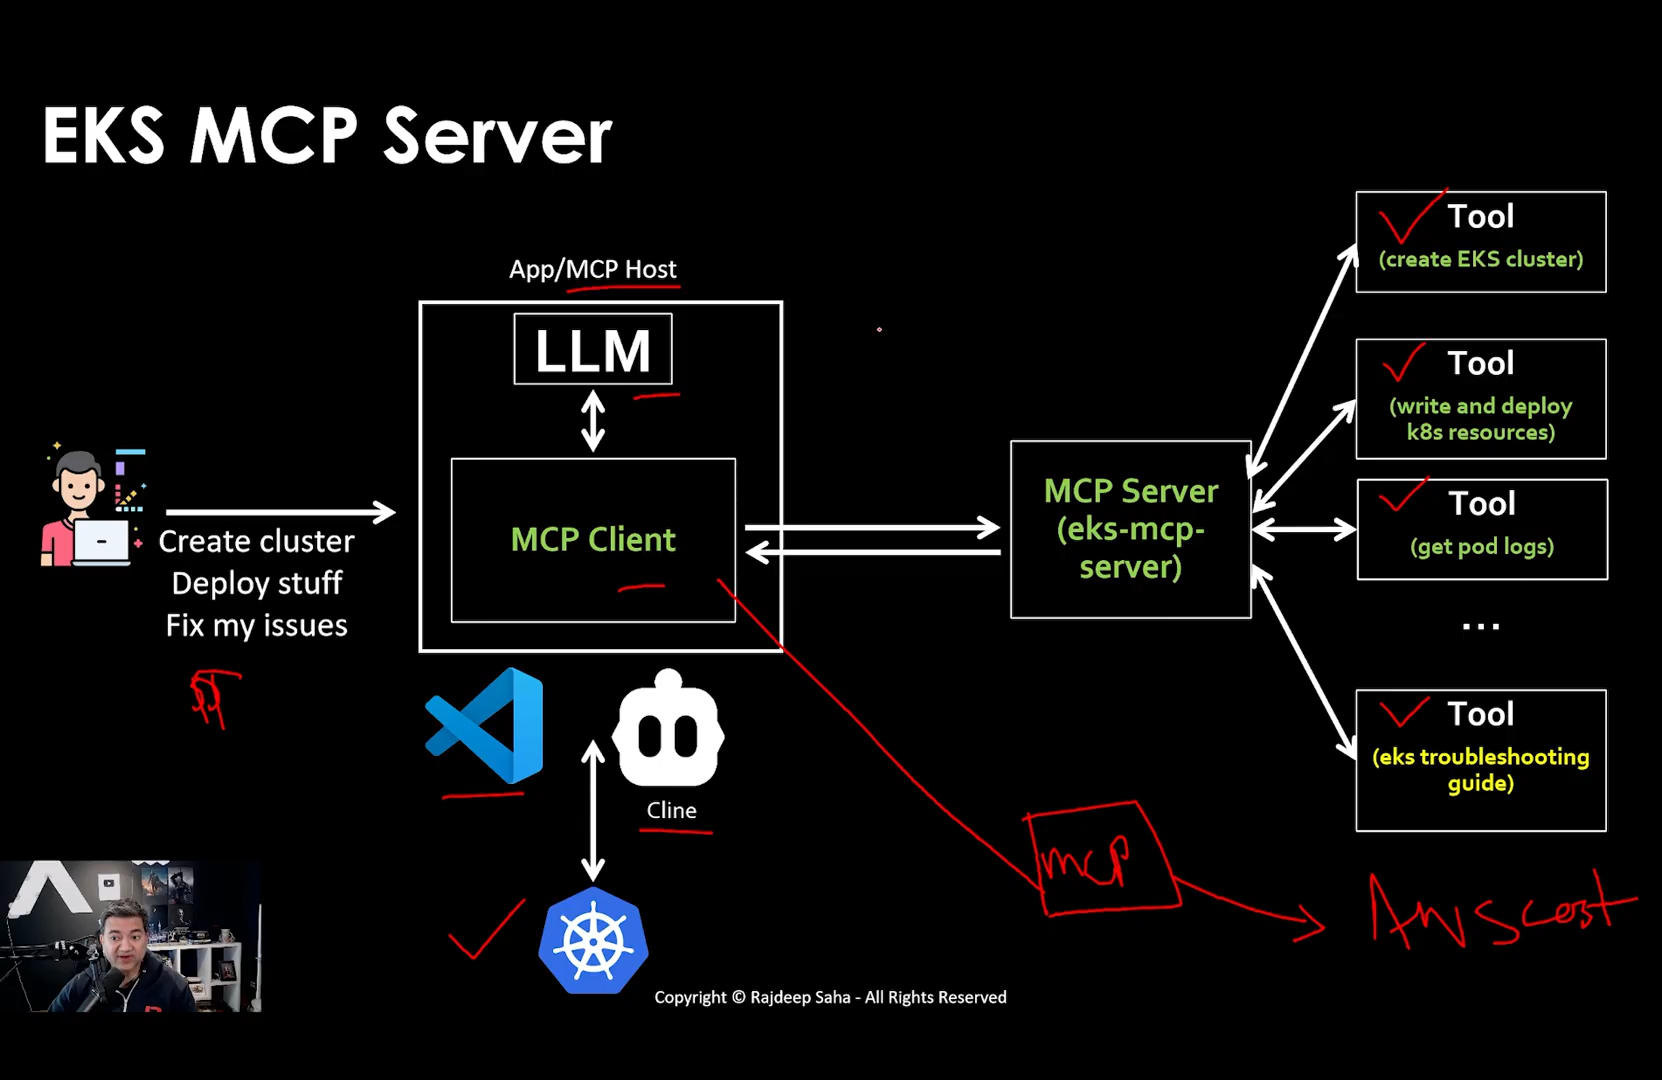 EKS MCP Server
App/MCP Host
LLM
MCP Client
Create cluster
Deploy stuff
Fix my issues
Cline
MCP Server
(eks-mcp-
server)
Tool
(create EKS cluster)
Tool
(write and deploy
k8s resources)
Tool
(get pod logs)
...
Tool
(eks troubleshooting
guide)
mcp
AWS cost
Copyright © Rajdeep Saha - All Rights Reserved